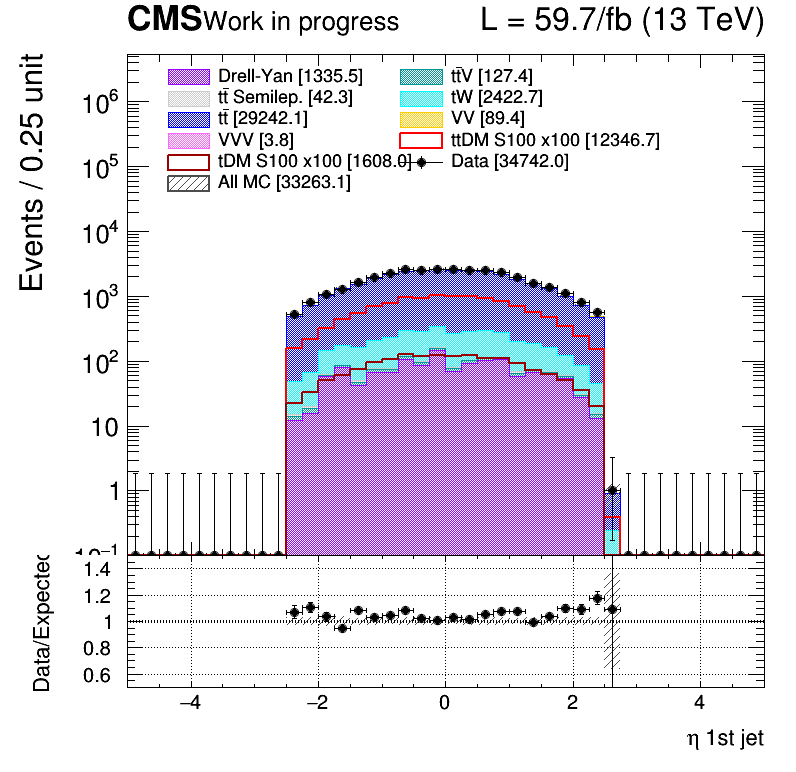 CMS Work in progress L = 59.7/fb (13 TeV)
Events / 0.25 unit
Drell-Yan [1335.5] tt̄V [127.4]
tt̄ Semilep. [42.3] tW [2422.7]
tt̄ [29242.1] VV [89.4]
VVV [3.8] ttDM S100 x100 [12346.7]
tDM S100 x100 [1608.0] Data [34742.0]
All MC [33263.1]
10⁶
10⁵
10⁴
10³
10²
10
1
10⁻¹
Data/Expected
1.4
1.2
1
0.8
0.6
−4 −2 0 2 4
η 1st jet